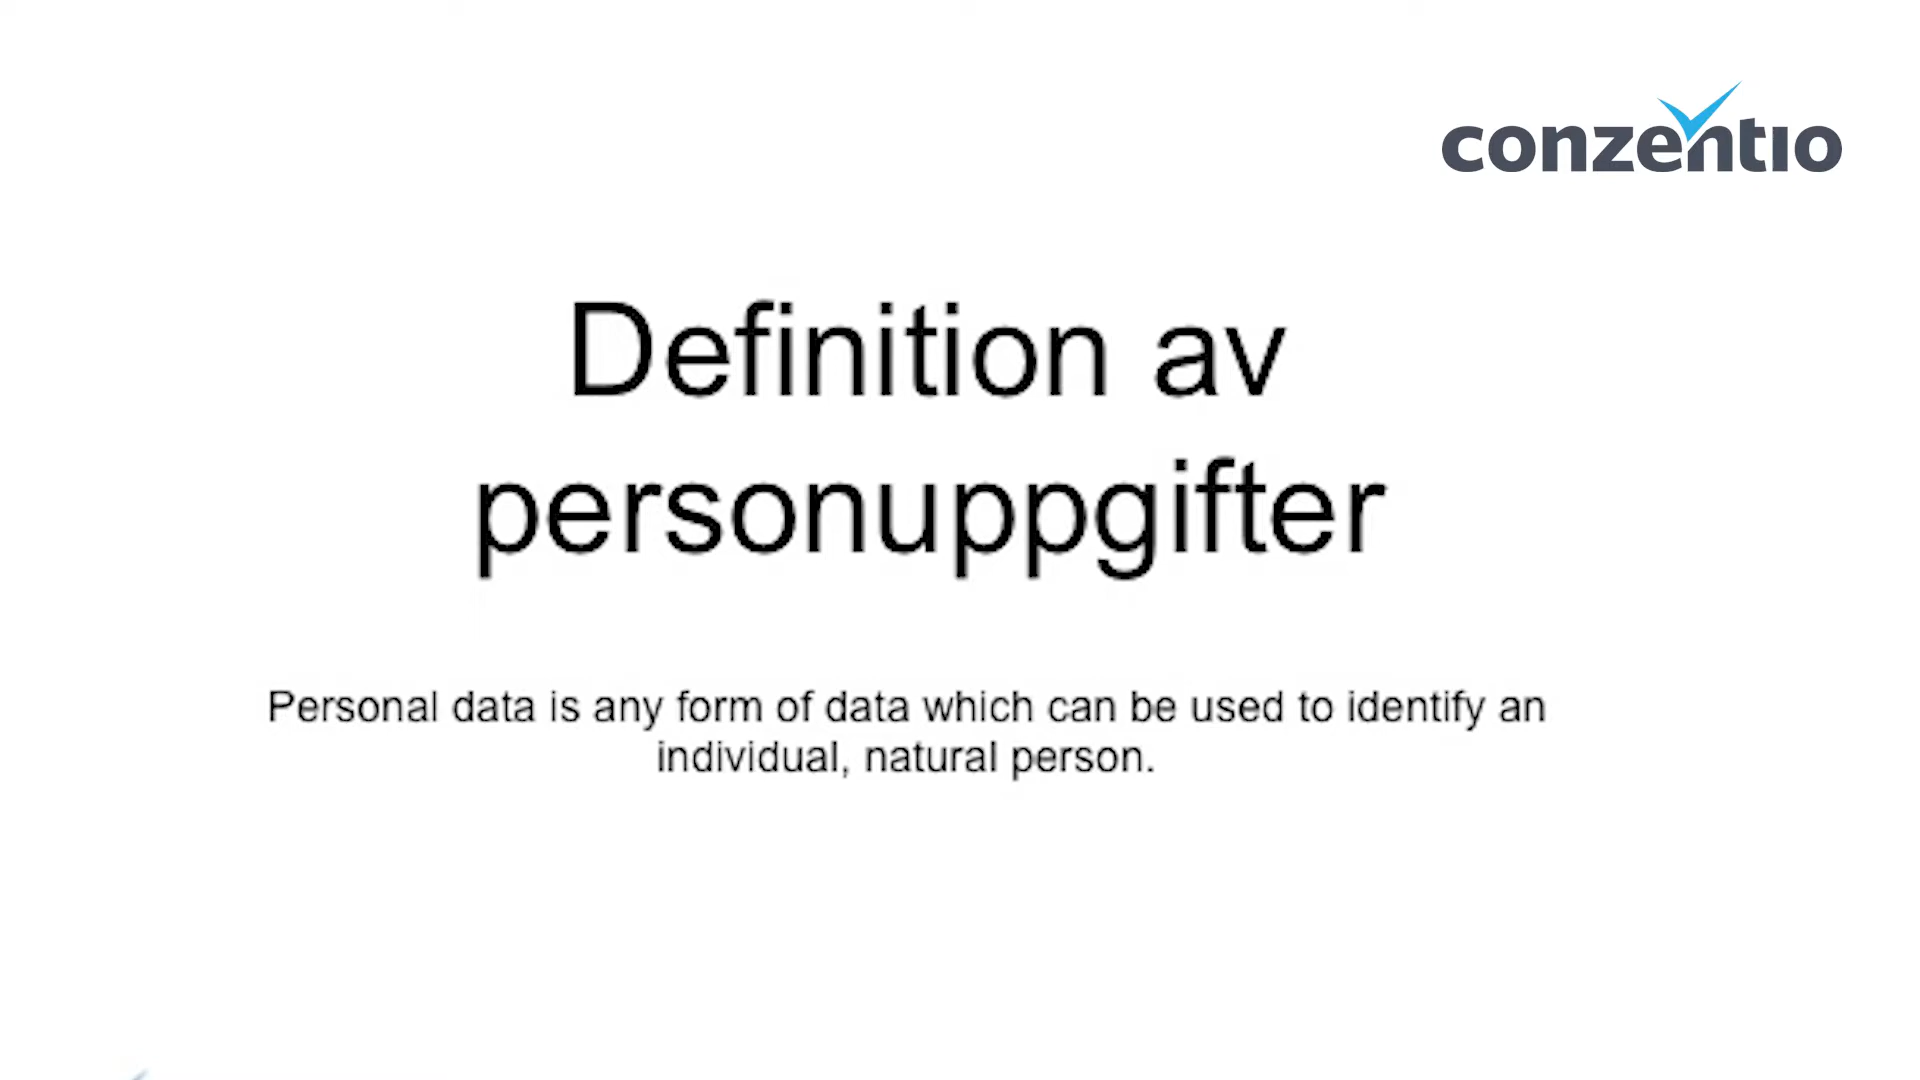 conzentio
Definition av
personuppgifter
Personal data is any form of data which can be used to identify an
individual, natural person.